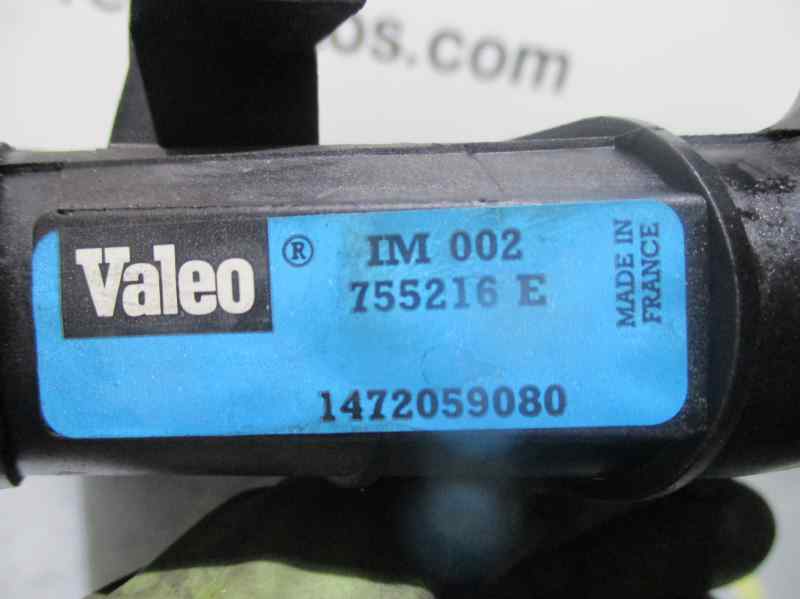 os.com
Valeo ®
IM 002
755216 E
MADE IN
FRANCE
1472059080